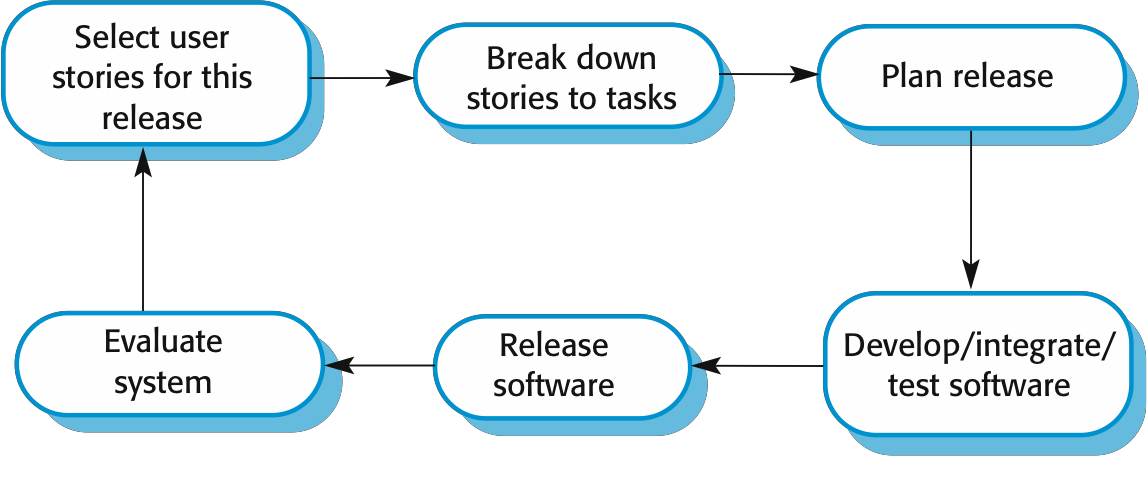 Select user
stories for this
release
Break down
stories to tasks
Plan release
Evaluate
system
Release
software
Develop/integrate/
test software